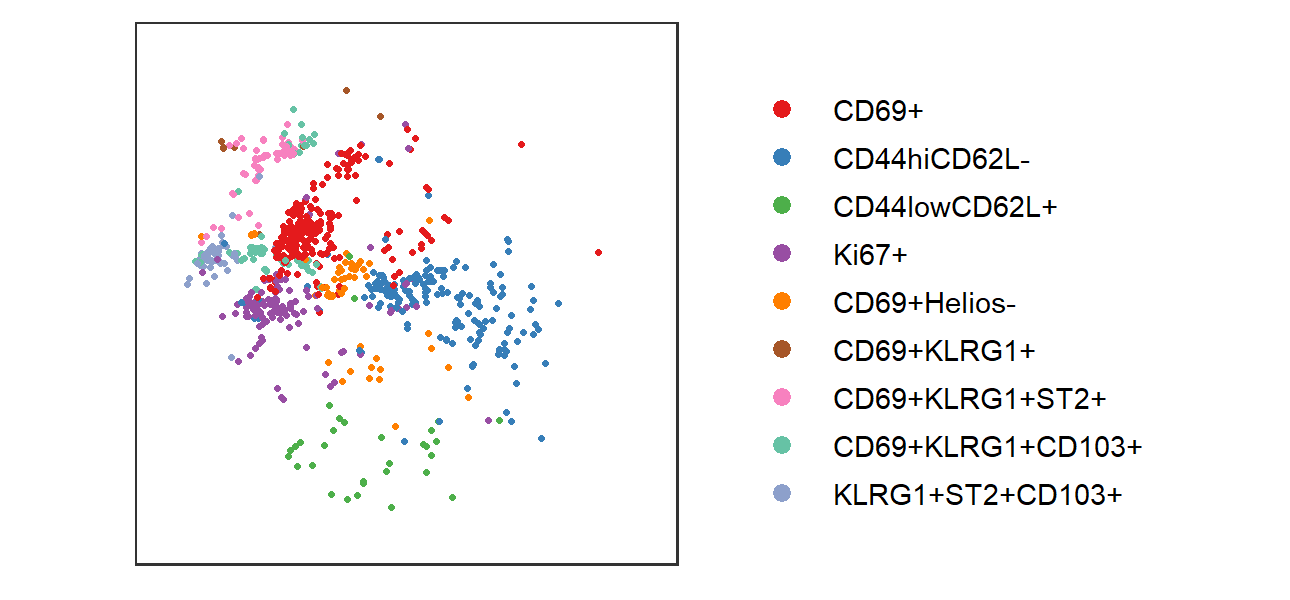 CD69+
CD44hiCD62L-
CD44lowCD62L+
Ki67+
CD69+Helios-
CD69+KLRG1+
CD69+KLRG1+ST2+
CD69+KLRG1+CD103+
KLRG1+ST2+CD103+